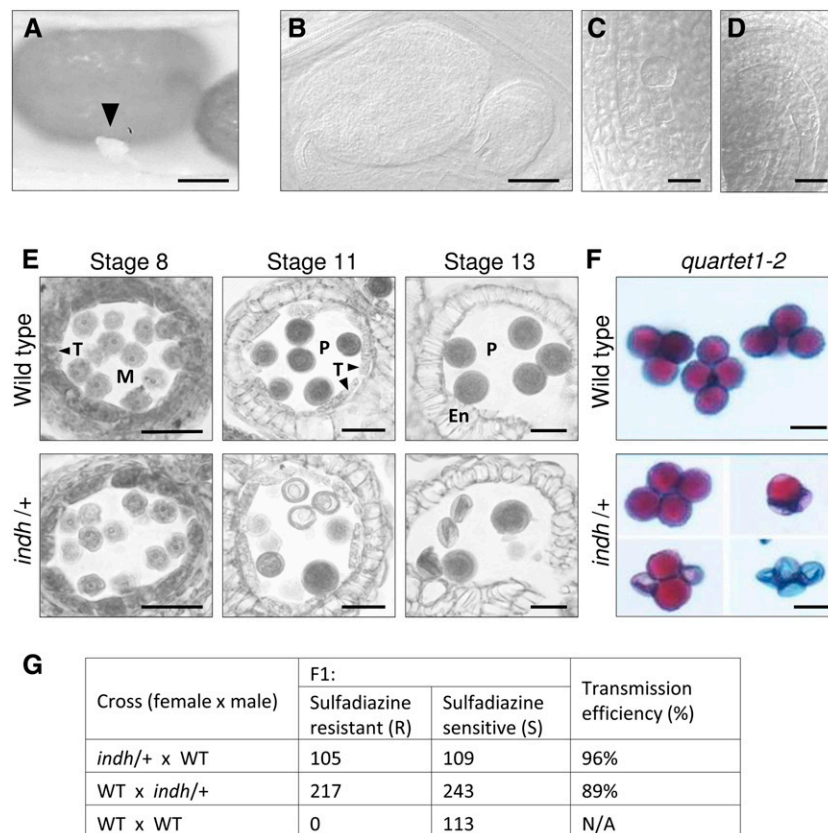 A
B
C
D
E Stage 8 Stage 11 Stage 13
F quartet1-2
Wild type
T
M
P
T
P
En
Wild type
indh/+
indh/+
G
Cross (female x male)
F1:
Sulfadiazine resistant (R)
Sulfadiazine sensitive (S)
Transmission efficiency (%)
indh/+ x WT 105 109 96%
WT x indh/+ 217 243 89%
WT x WT 0 113 N/A